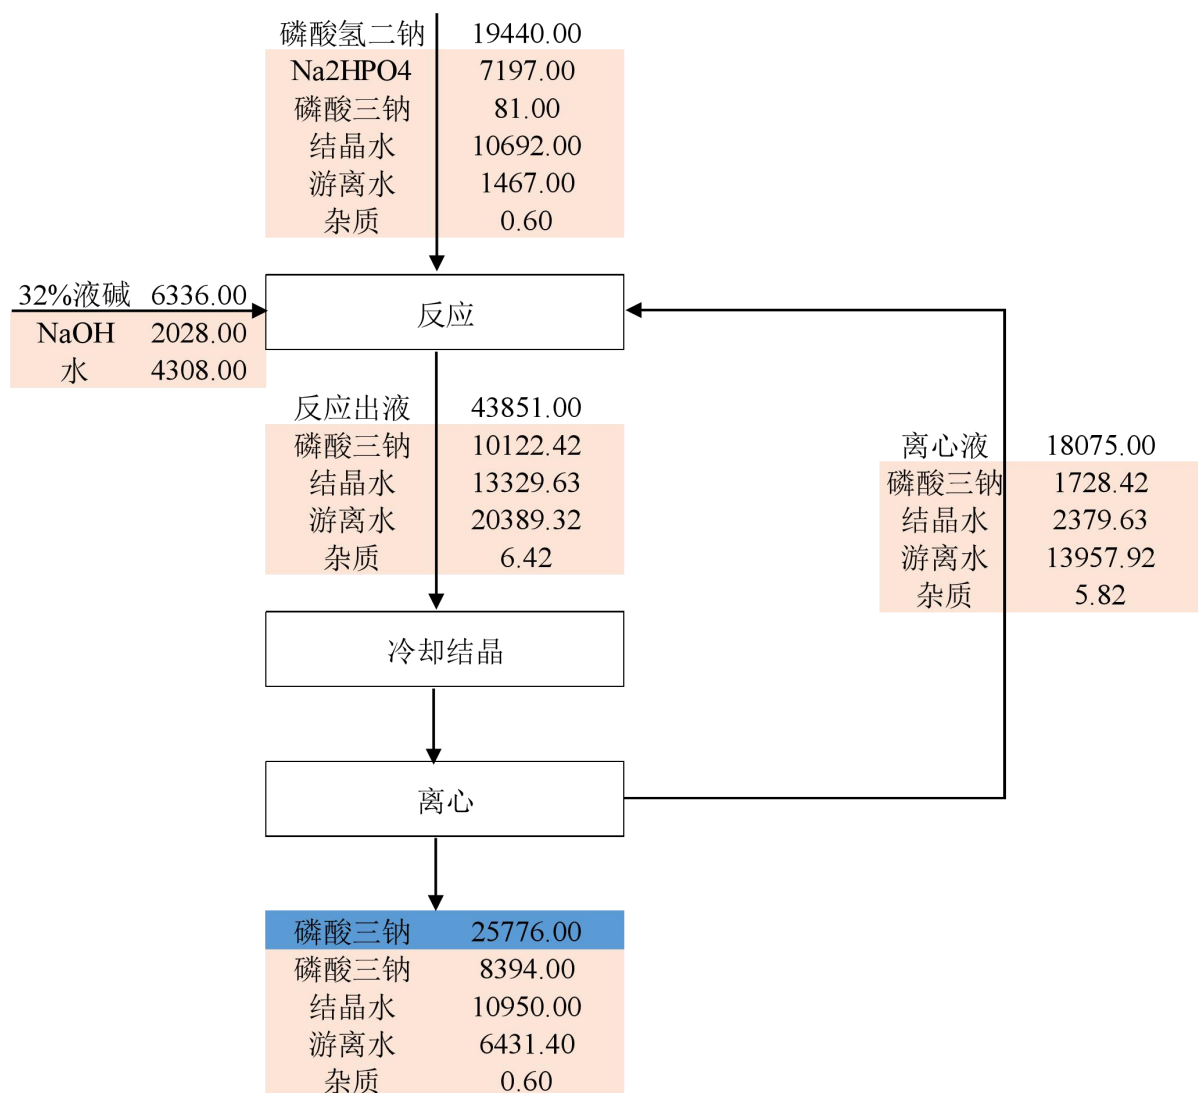 磷酸氢二钠 19440.00
Na2HPO4 7197.00
磷酸三钠 81.00
结晶水 10692.00
游离水 1467.00
杂质 0.60
32%液碱 6336.00
NaOH 2028.00
水 4308.00
反应
反应出液 43851.00
磷酸三钠 10122.42
结晶水 13329.63
游离水 20389.32
杂质 6.42
离心液 18075.00
磷酸三钠 1728.42
结晶水 2379.63
游离水 13957.92
杂质 5.82
冷却结晶
离心
磷酸三钠 25776.00
磷酸三钠 8394.00
结晶水 10950.00
游离水 6431.40
杂质 0.60